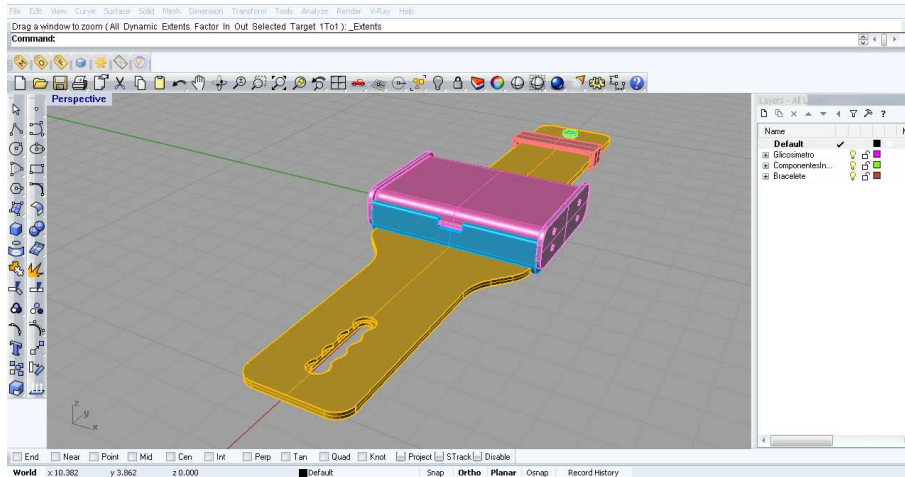 File Edit View Curve Surface Solid Mesh Dimension Transform Tools Analyze Render V-Ray Help
Drag a window to zoom ( All Dynamic Extents Factor In Out Selected Target 1To1 ): _Extents
Command:
Perspective
Layers - All L
Name
Default
Glicosimetro
ComponentesIn...
Bracelete
z
y
x
End Near Point Mid Cen Int Perp Tan Quad Knot Project STrack Disable
World x 10.382 y 3.862 z 0.000 Default Snap Ortho Planar Osnap Record History